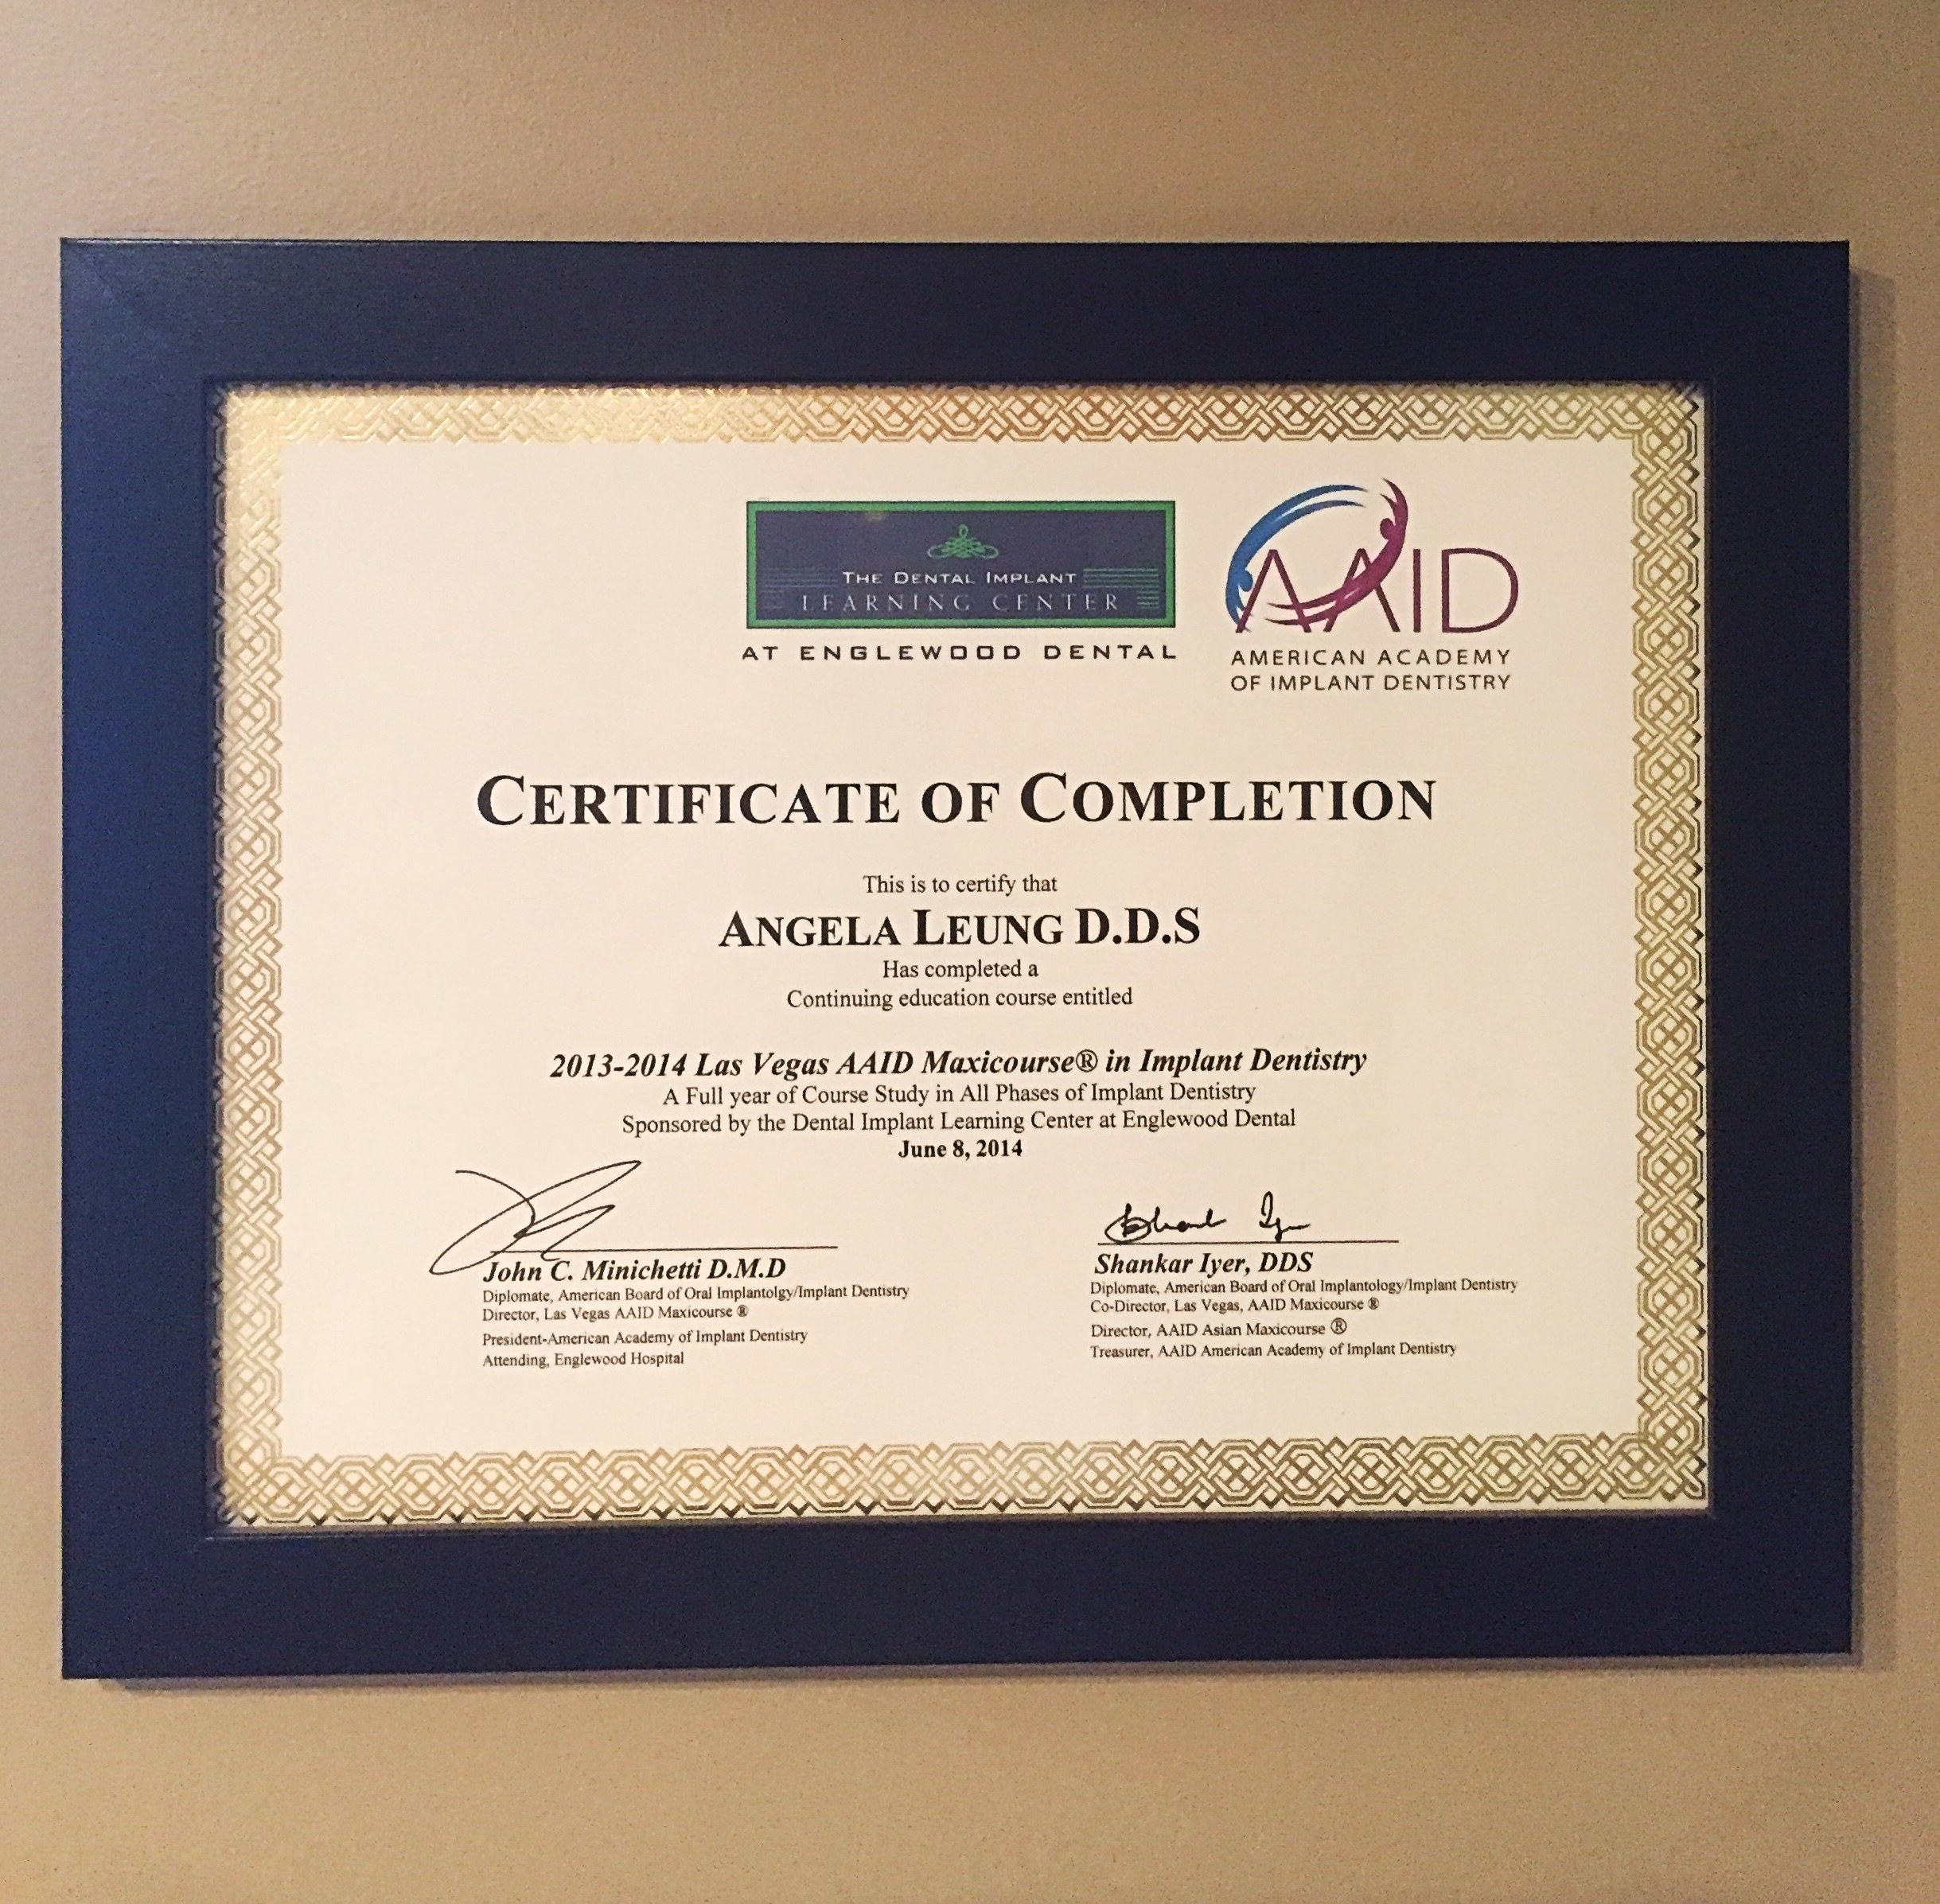 THE DENTAL IMPLANT
LEARNING CENTER
AT ENGLEWOOD DENTAL
AAID
AMERICAN ACADEMY
OF IMPLANT DENTISTRY
CERTIFICATE OF COMPLETION
This is to certify that
ANGELA LEUNG D.D.S
Has completed a
Continuing education course entitled
2013-2014 Las Vegas AAID Maxicourse® in Implant Dentistry
A Full year of Course Study in All Phases of Implant Dentistry
Sponsored by the Dental Implant Learning Center at Englewood Dental
June 8, 2014
John C. Minichetti D.M.D
Diplomate, American Board of Oral Implantolgy/Implant Dentistry
Director, Las Vegas AAID Maxicourse ®
President-American Academy of Implant Dentistry
Attending, Englewood Hospital
Shankar Iyer
Shankar Iyer, DDS
Diplomate, American Board of Oral Implantology/Implant Dentistry
Co-Director, Las Vegas, AAID Maxicourse ®
Director, AAID Asian Maxicourse ®
Treasurer, AAID American Academy of Implant Dentistry